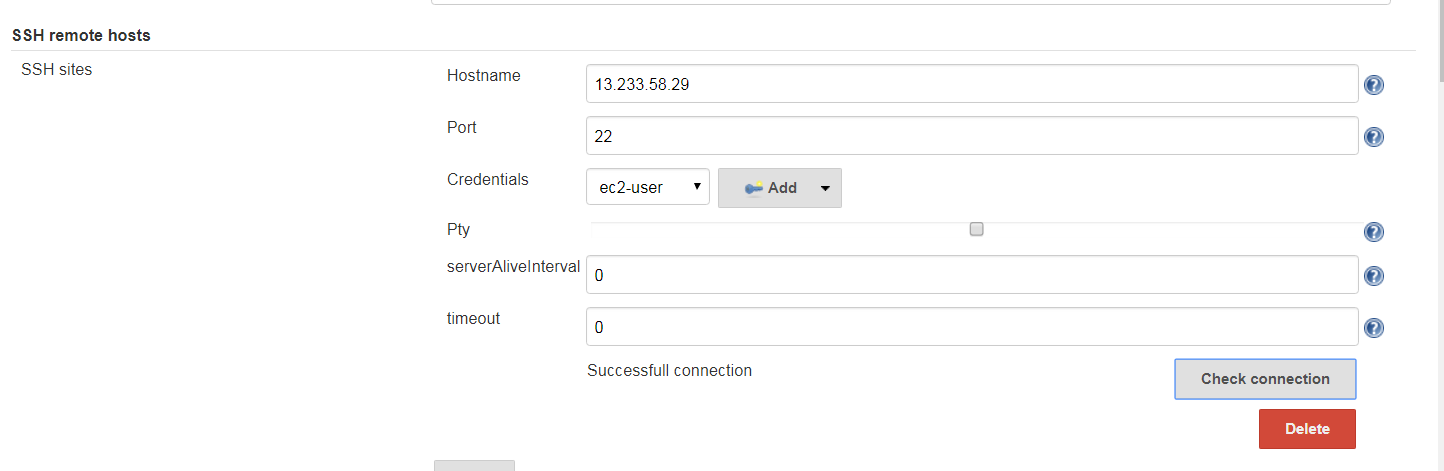 SSH remote hosts
SSH sites
Hostname
13.233.58.29
Port
22
Credentials
ec2-user
Add
Pty
serverAliveInterval
0
timeout
0
Successfull connection
Check connection
Delete